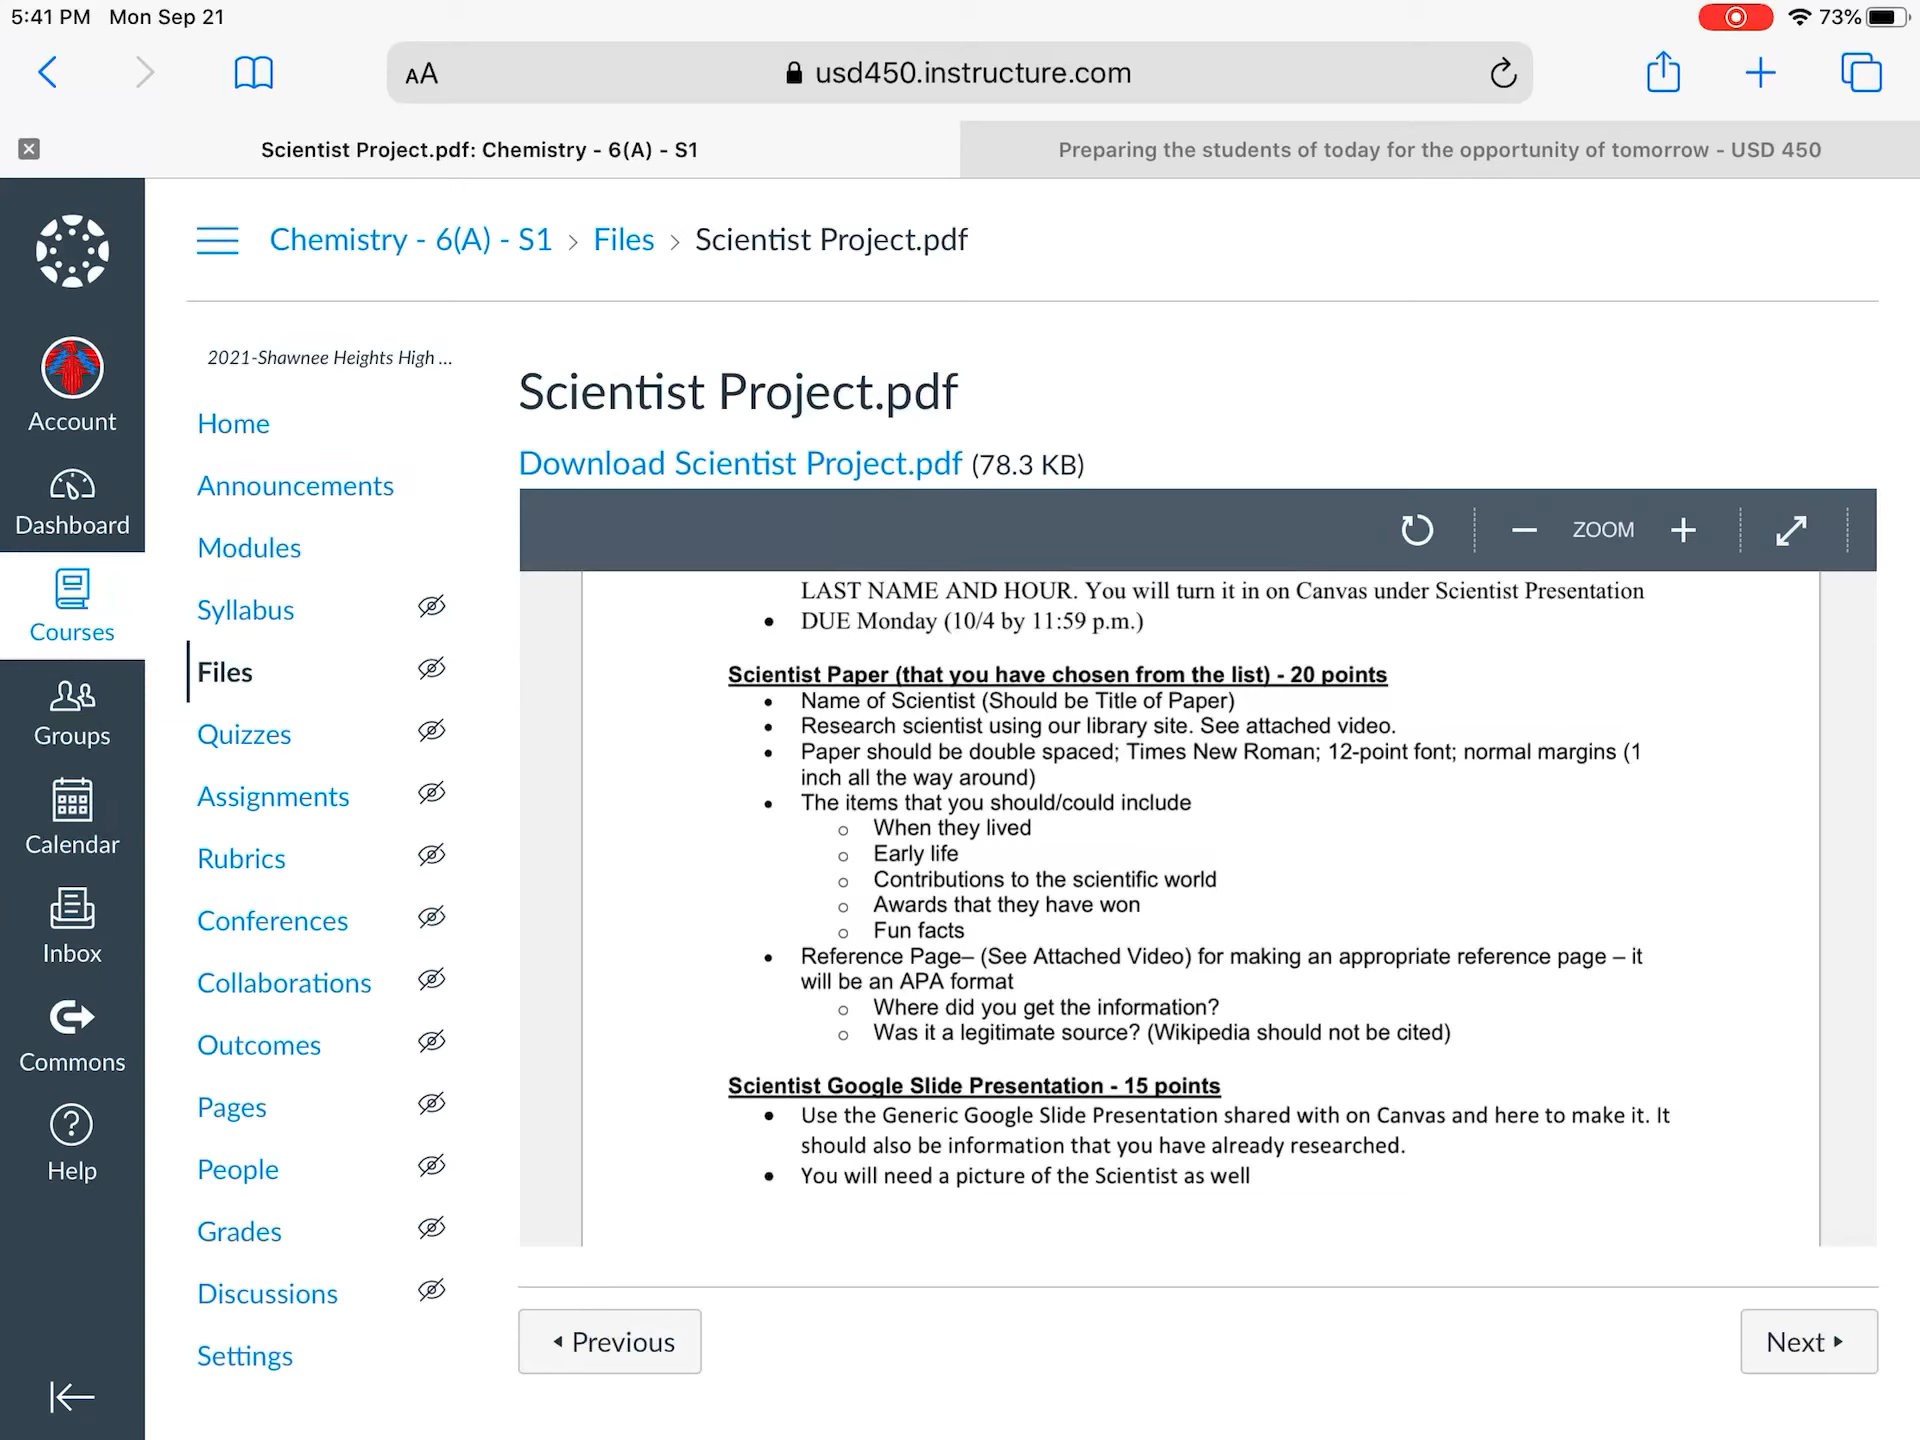 5:41 PM Mon Sep 21
73%
AA
usd450.instructure.com
Scientist Project.pdf: Chemistry - 6(A) - S1
Preparing the students of today for the opportunity of tomorrow - USD 450
Account
Dashboard
Courses
Groups
Calendar
Inbox
Commons
Help
Chemistry - 6(A) - S1 › Files › Scientist Project.pdf
2021-Shawnee Heights High ...
Home
Announcements
Modules
Syllabus
Files
Quizzes
Assignments
Rubrics
Conferences
Collaborations
Outcomes
Pages
People
Grades
Discussions
Settings
Scientist Project.pdf
Download Scientist Project.pdf (78.3 KB)
ZOOM
LAST NAME AND HOUR. You will turn it in on Canvas under Scientist Presentation
• DUE Monday (10/4 by 11:59 p.m.)
Scientist Paper (that you have chosen from the list) - 20 points
• Name of Scientist (Should be Title of Paper)
• Research scientist using our library site. See attached video.
• Paper should be double spaced; Times New Roman; 12-point font; normal margins (1
inch all the way around)
• The items that you should/could include
o When they lived
o Early life
o Contributions to the scientific world
o Awards that they have won
o Fun facts
• Reference Page– (See Attached Video) for making an appropriate reference page – it
will be an APA format
o Where did you get the information?
o Was it a legitimate source? (Wikipedia should not be cited)
Scientist Google Slide Presentation - 15 points
• Use the Generic Google Slide Presentation shared with on Canvas and here to make it. It
should also be information that you have already researched.
• You will need a picture of the Scientist as well
Previous
Next